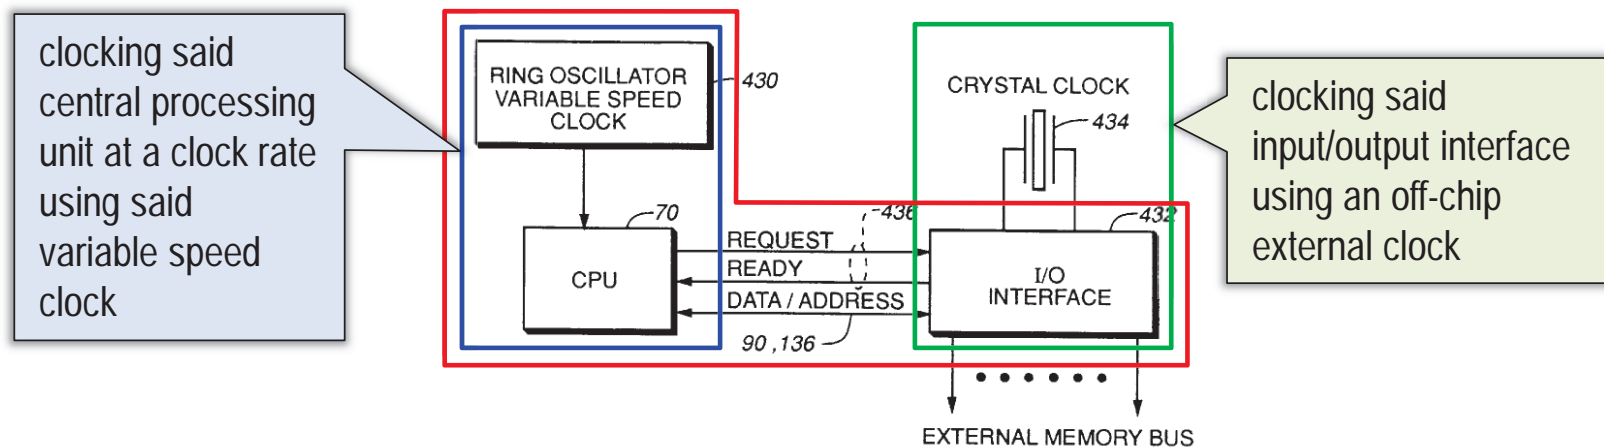 clocking said
central processing
unit at a clock rate
using said
variable speed
clock
RING OSCILLATOR
VARIABLE SPEED
CLOCK
430
CPU
70
REQUEST
READY
DATA / ADDRESS
436
90 , 136
CRYSTAL CLOCK
434
432
I/O
INTERFACE
EXTERNAL MEMORY BUS
clocking said
input/output interface
using an off-chip
external clock